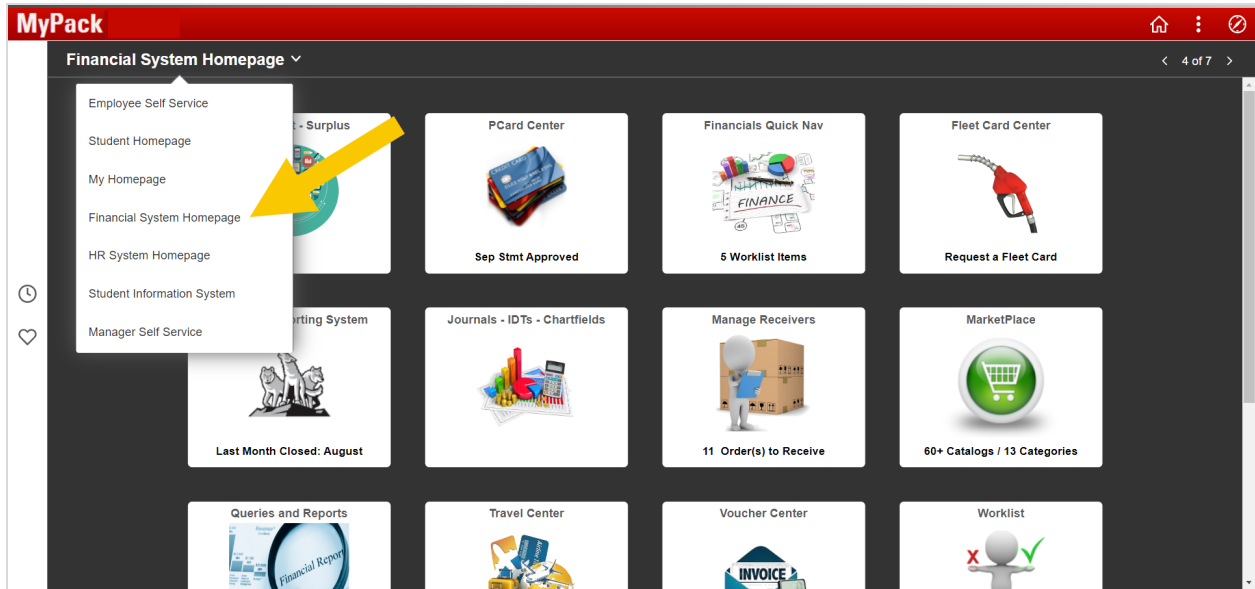 MyPack
Financial System Homepage
4 of 7
Employee Self Service
Student Homepage
My Homepage
Financial System Homepage
HR System Homepage
Student Information System
Manager Self Service
- Surplus
PCard Center
Sep Stmt Approved
Financials Quick Nav
FINANCE
5 Worklist Items
Fleet Card Center
Request a Fleet Card
rting System
Last Month Closed: August
Journals - IDTs - Chartfields
Manage Receivers
11 Order(s) to Receive
MarketPlace
60+ Catalogs / 13 Categories
Queries and Reports
Financial Report
Travel Center
Voucher Center
INVOICE
Worklist